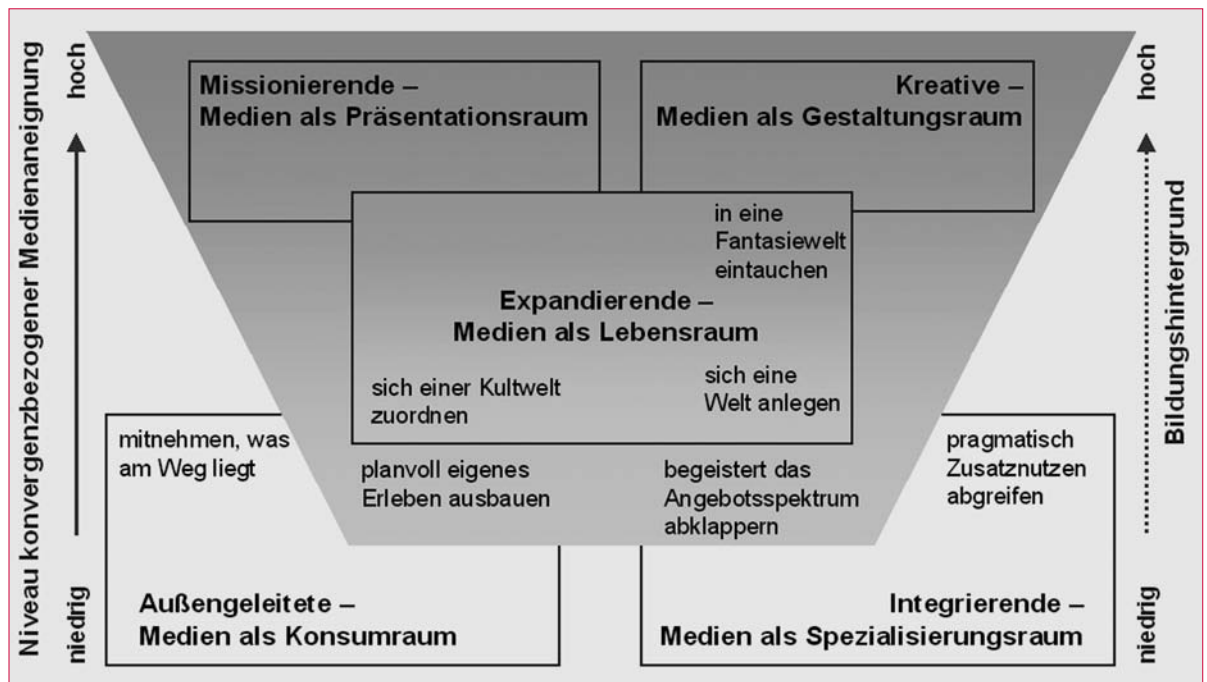 Niveau konvergenzbezogener Medienaneignung
hoch
niedrig
Missionierende –
Medien als Präsentationsraum
Kreative –
Medien als Gestaltungsraum
in eine
Fantasiewelt
eintauchen
Expandierende –
Medien als Lebensraum
sich einer Kultwelt
zuordnen
sich eine
Welt anlegen
mitnehmen, was
am Weg liegt
planvoll eigenes
Erleben ausbauen
begeistert das
Angebotsspektrum
abklappern
pragmatisch
Zusatznutzen
abgreifen
Außengeleitete –
Medien als Konsumraum
Integrierende –
Medien als Spezialisierungsraum
hoch
niedrig
Bildungshintergrund